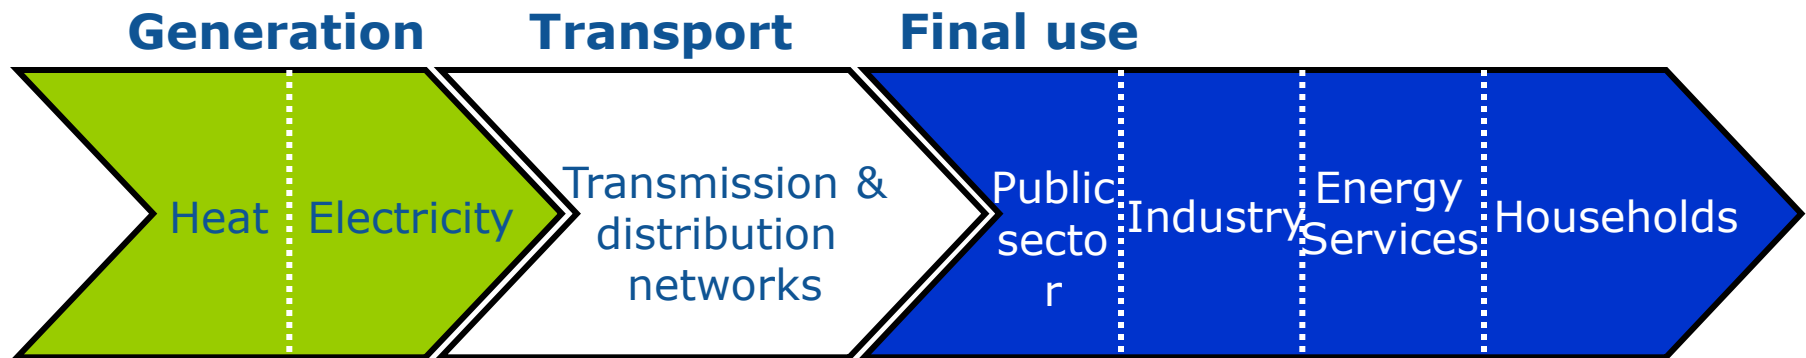 Generation Transport Final use
Heat
Electricity
Transmission &
distribution
networks
Public
secto
r
Industry
Energy
Services
Households